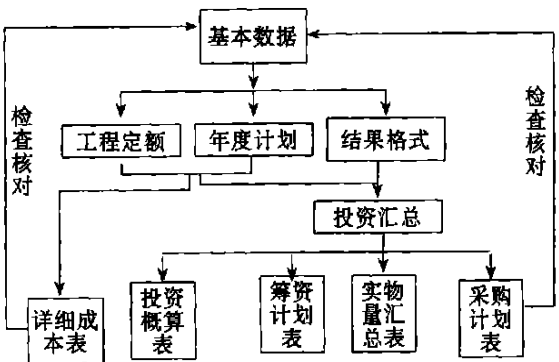 基本数据
检查核对
检查核对
工程定额
年度计划
结果格式
投资汇总
详细成
本表
投资
概算
表
筹资
计划
表
实物
量汇
总表
采购
计划
表